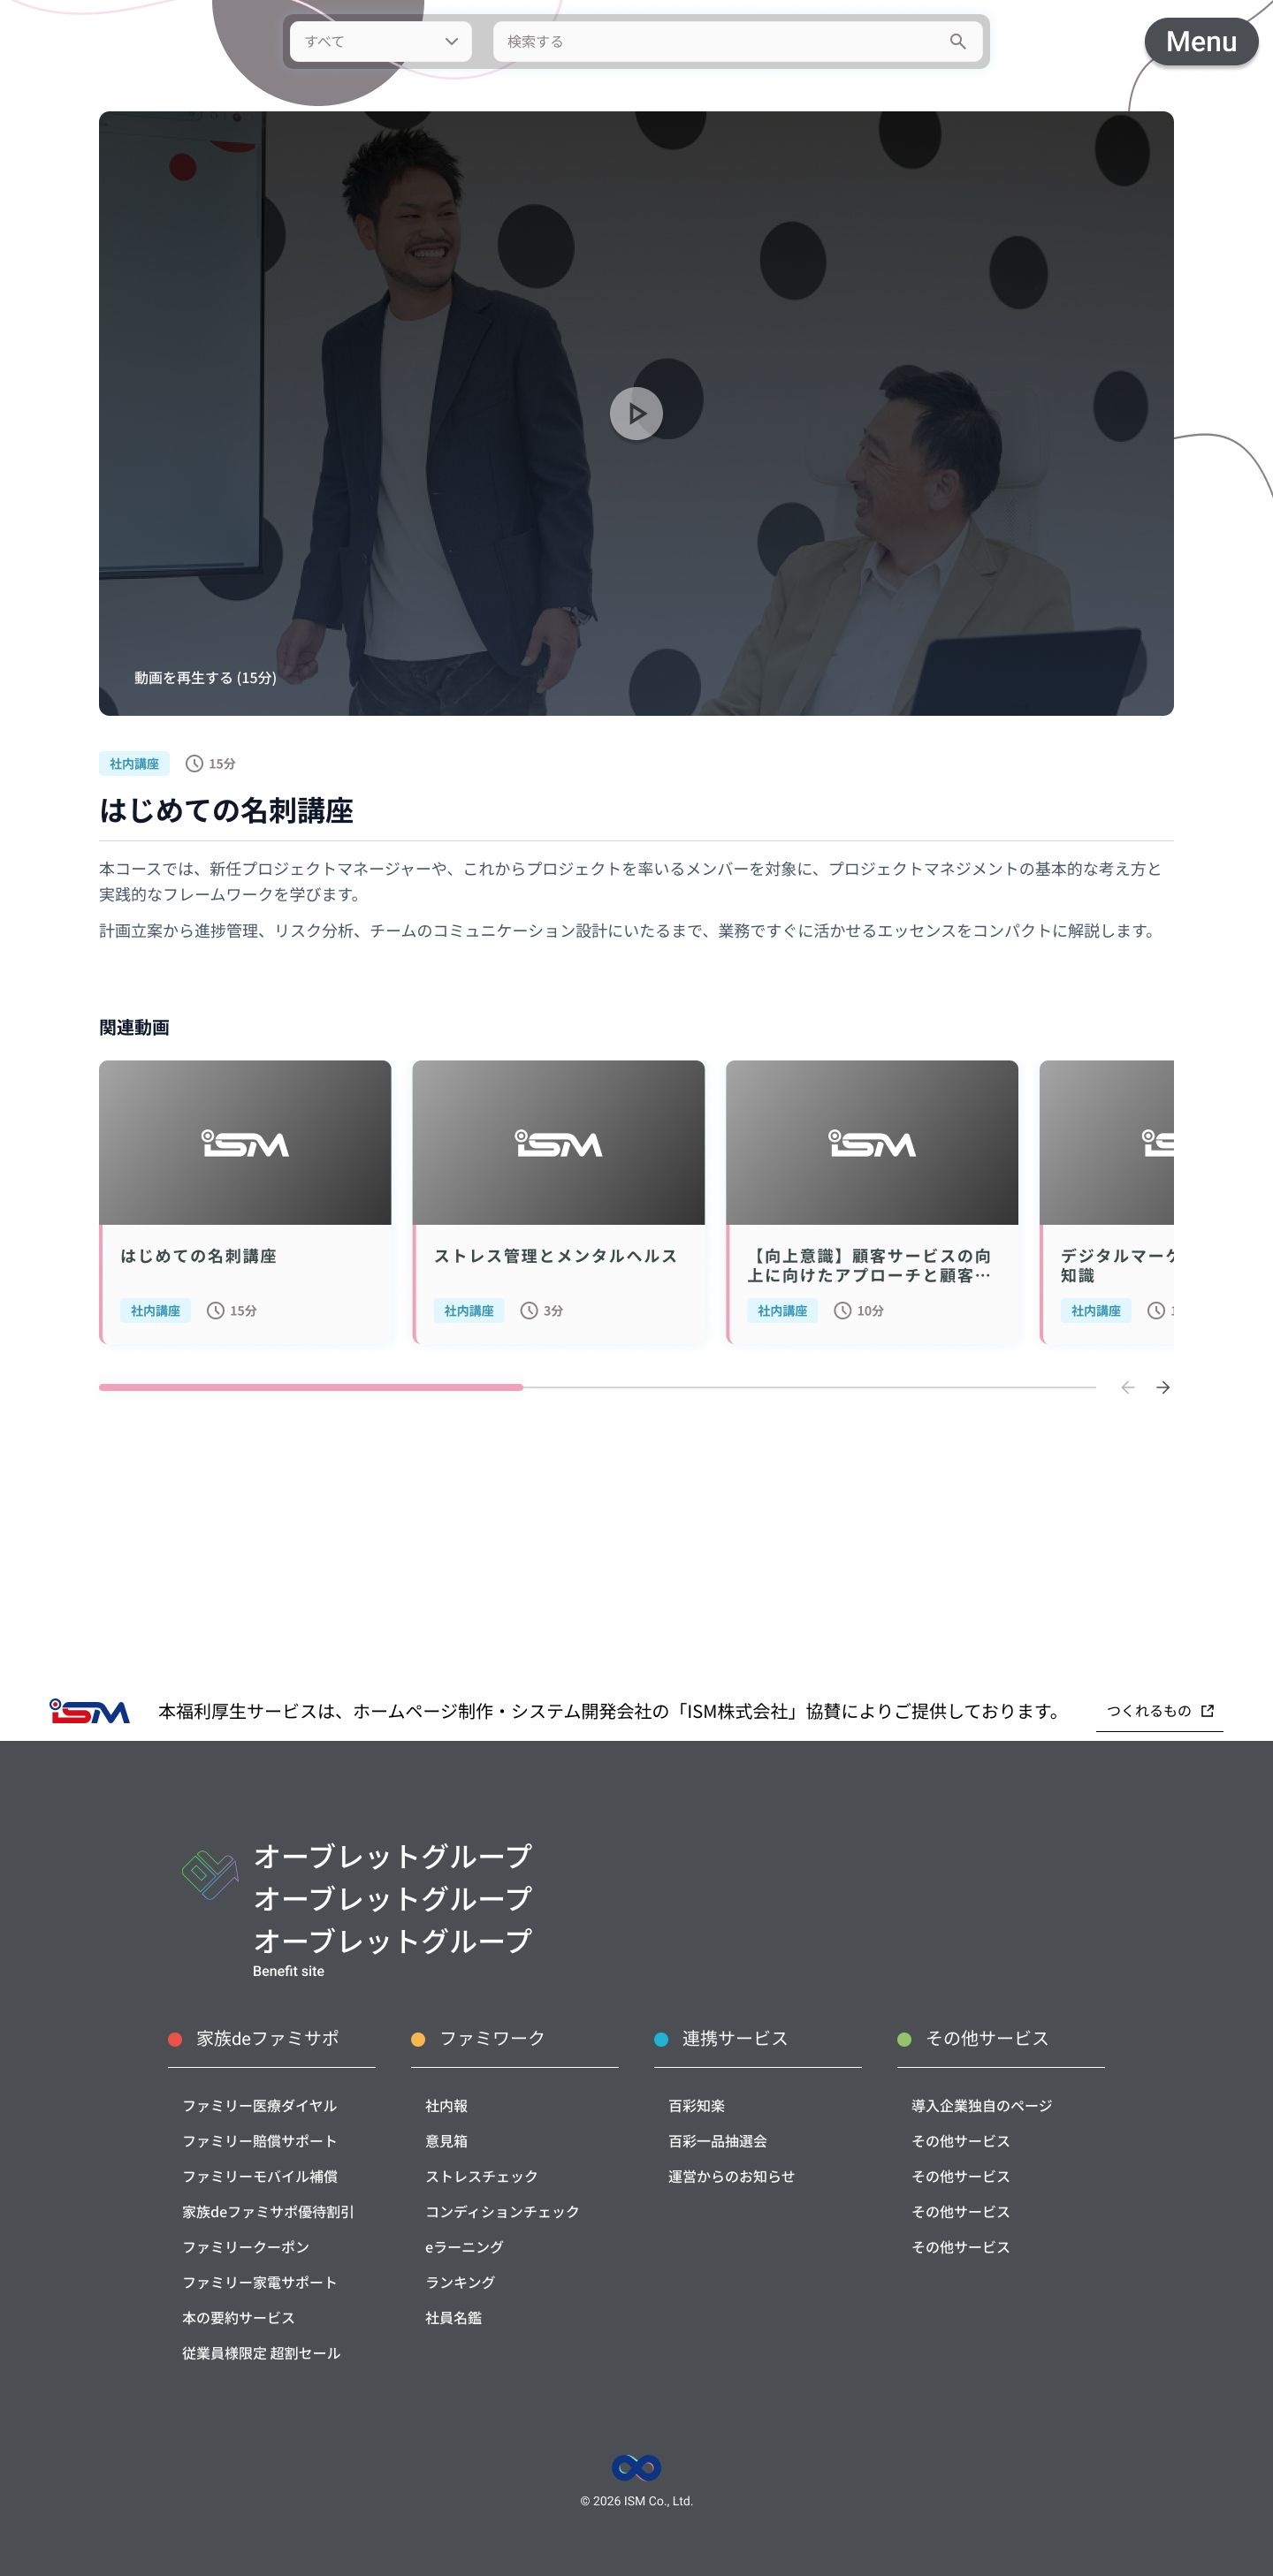 すべて
検索する
Menu
動画を再生する (15分)
社内講座
15分
はじめての名刺講座
本コースでは、新任プロジェクトマネージャーや、これからプロジェクトを率いるメンバーを対象に、プロジェクトマネジメントの基本的な考え方と
実践的なフレームワークを学びます。
計画立案から進捗管理、リスク分析、チームのコミュニケーション設計にいたるまで、業務ですぐに活かせるエッセンスをコンパクトに解説します。
関連動画
iSM
iSM
iSM
はじめての名刺講座
社内講座
15分
ストレス管理とメンタルヘルス
社内講座
3分
【向上意識】顧客サービスの向
上に向けたアプローチと顧客…
社内講座
10分
デジタルマーケ
知識
社内講座
iSM
本福利厚生サービスは、ホームページ制作・システム開発会社の「ISM株式会社」協賛によりご提供しております。
つくれるもの
オーブレットグループ
オーブレットグループ
オーブレットグループ
Benefit site
家族deファミサポ
ファミリー医療ダイヤル
ファミリー賠償サポート
ファミリーモバイル補償
家族deファミサポ優待割引
ファミリークーポン
ファミリー家電サポート
本の要約サービス
従業員様限定 超割セール
ファミワーク
社内報
意見箱
ストレスチェック
コンディションチェック
eラーニング
ランキング
社員名鑑
連携サービス
百彩知楽
百彩一品抽選会
運営からのお知らせ
その他サービス
導入企業独自のページ
その他サービス
その他サービス
その他サービス
その他サービス
© 2026 ISM Co., Ltd.